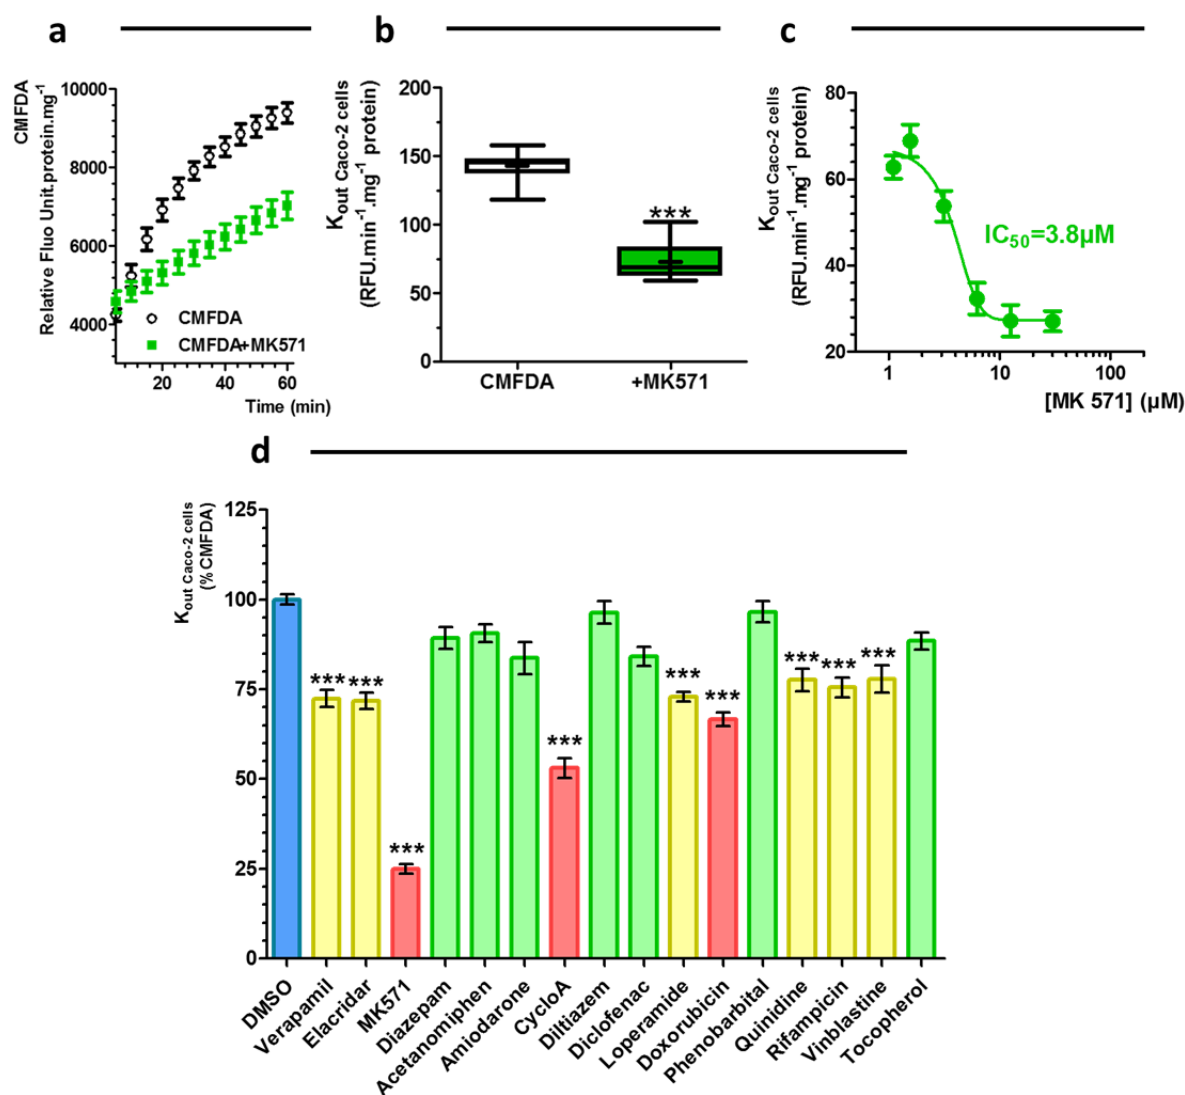 a
CMFDA
Relative Fluo Unit.protein.mg⁻¹
10000
8000
6000
4000
CMFDA
CMFDA+MK571
20
40
60
Time (min)
b
Kout Caco-2 cells
(RFU.min⁻¹.mg⁻¹ protein)
200
150
100
50
0
***
CMFDA
+MK571
c
Kout Caco-2 cells
(RFU.min⁻¹.mg⁻¹ protein)
80
60
40
20
IC50=3.8µM
1
10
100
[MK 571] (µM)
d
Kout Caco-2 cells
(% CMFDA)
125
100
75
50
25
0
***
***
***
***
***
***
***
***
***
DMSO
Verapamil
Elacridar
MK571
Diazepam
Acetanomiphen
Amiodarone
CycloA
Diltiazem
Diclofenac
Loperamide
Doxorubicin
Phenobarbital
Quinidine
Rifampicin
Vinblastine
Tocopherol